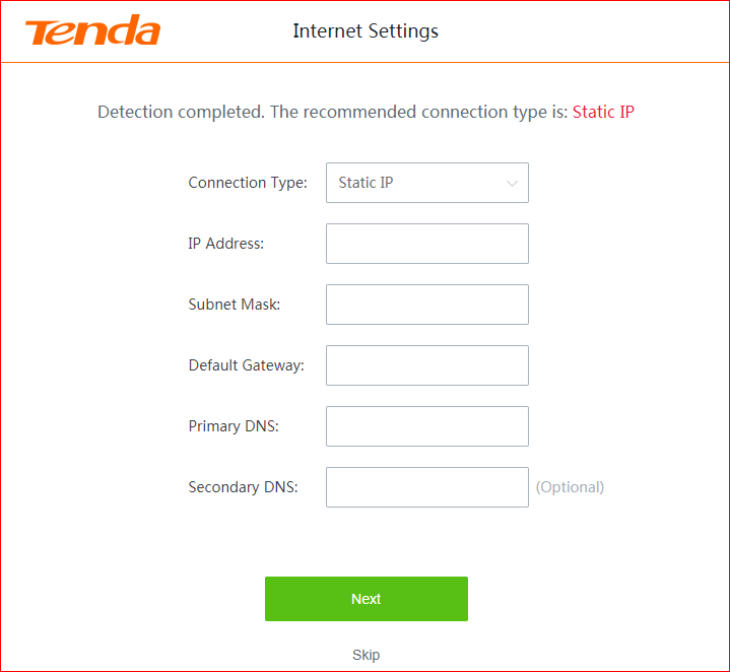 Tenda
Internet Settings
Detection completed. The recommended connection type is: Static IP
Connection Type: Static IP
IP Address:
Subnet Mask:
Default Gateway:
Primary DNS:
Secondary DNS: (Optional)
Next
Skip